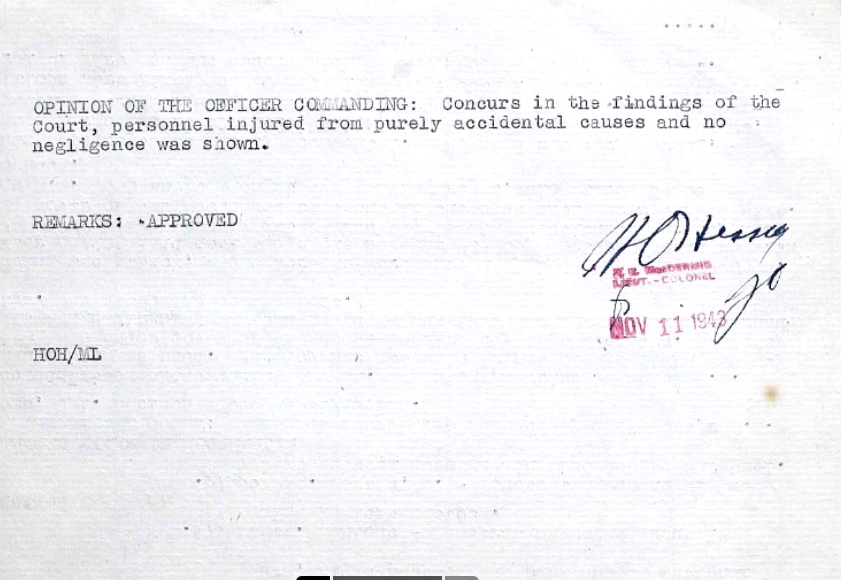 OPINION OF THE OFFICER COMMANDING: Concurs in the findings of the
Court, personnel injured from purely accidental causes and no
negligence was shown.
REMARKS: APPROVED
LIEUT.-COLONEL
NOV 11 1943
HOH/ML